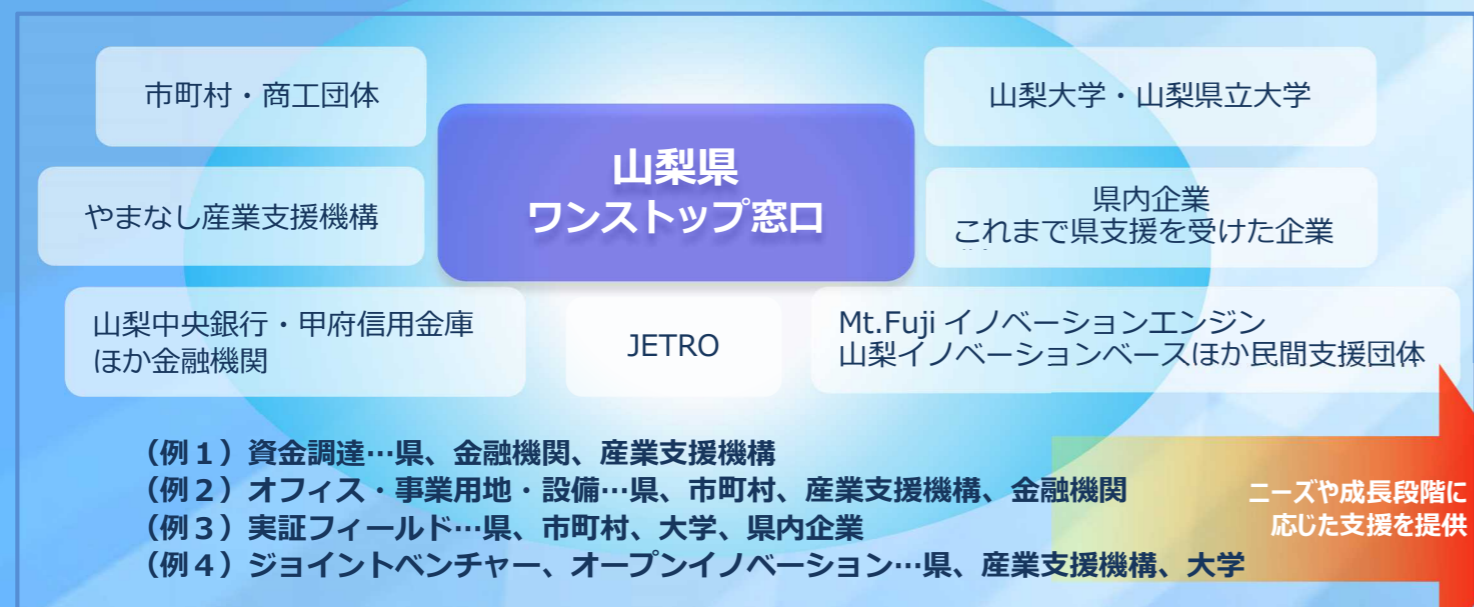 市町村・商工団体
山梨大学・山梨県立大学
山梨県
ワンストップ窓口
やまなし産業支援機構
県内企業
これまで県支援を受けた企業
山梨中央銀行・甲府信用金庫
ほか金融機関
JETRO
Mt.Fuji イノベーションエンジン
山梨イノベーションベースほか民間支援団体
（例１）資金調達…県、金融機関、産業支援機構
（例２）オフィス・事業用地・設備…県、市町村、産業支援機構、金融機関
（例３）実証フィールド…県、市町村、大学、県内企業
（例４）ジョイントベンチャー、オープンイノベーション…県、産業支援機構、大学
ニーズや成長段階に
応じた支援を提供